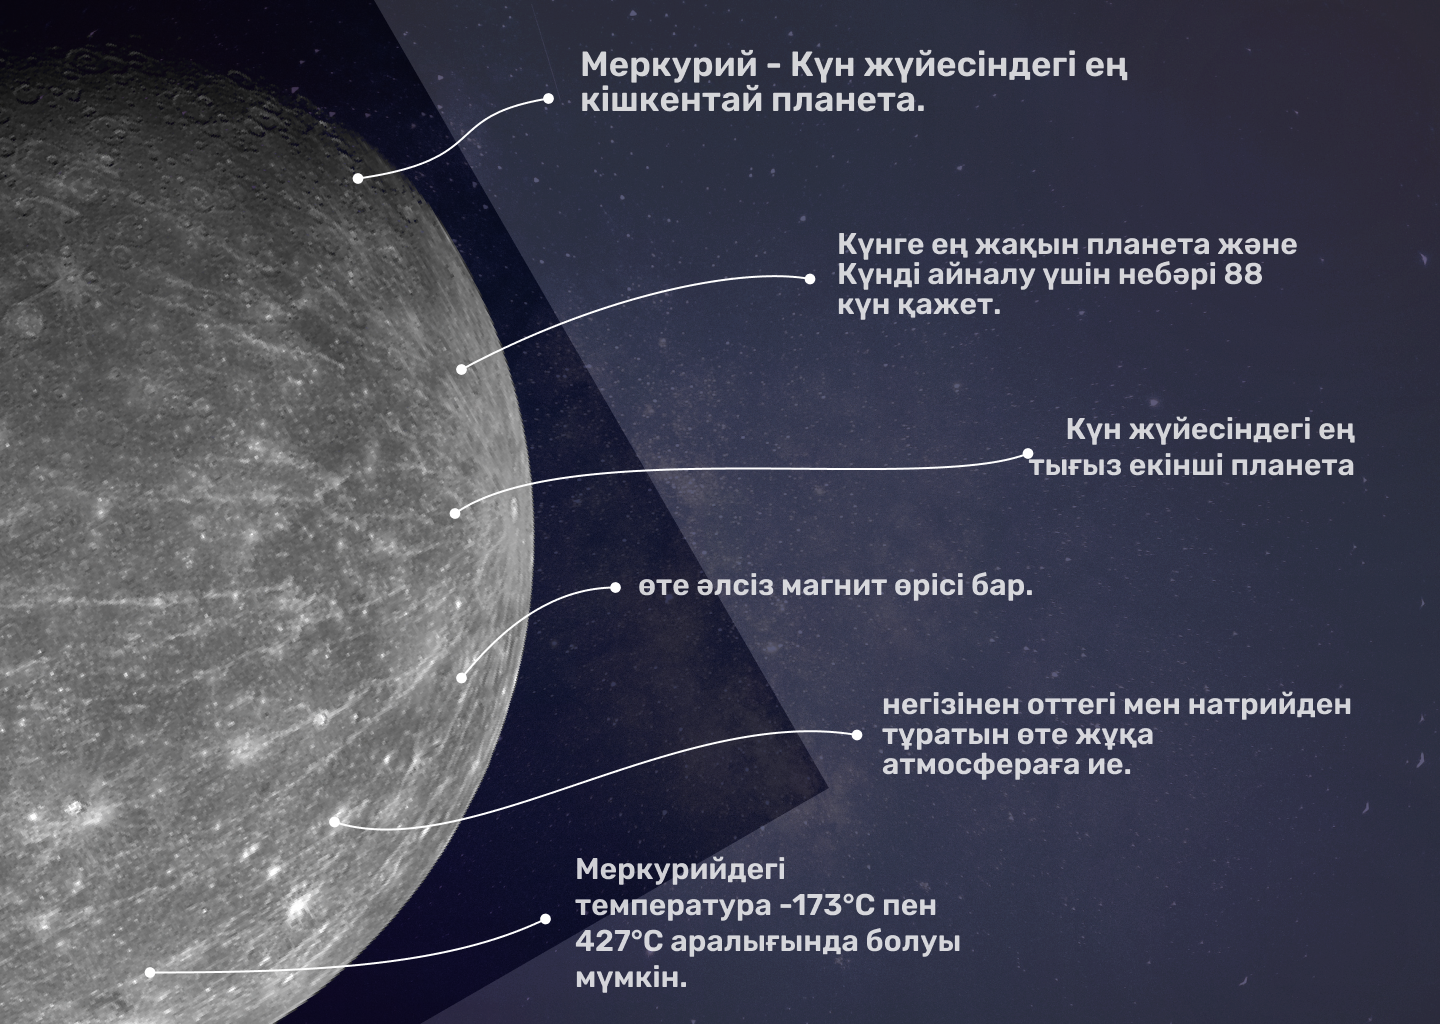 Меркурий - Күн жүйесіндегі ең
кішкентай планета.
Күнге ең жақын планета және
Күнді айналу үшін небәрі 88
күн қажет.
Күн жүйесіндегі ең
тығыз екінші планета
өте әлсіз магнит өрісі бар.
негізінен оттегі мен натрийден
тұратын өте жұқа
атмосфераға ие.
Меркурийдегі
температура -173°C пен
427°C аралығында болуы
мүмкін.